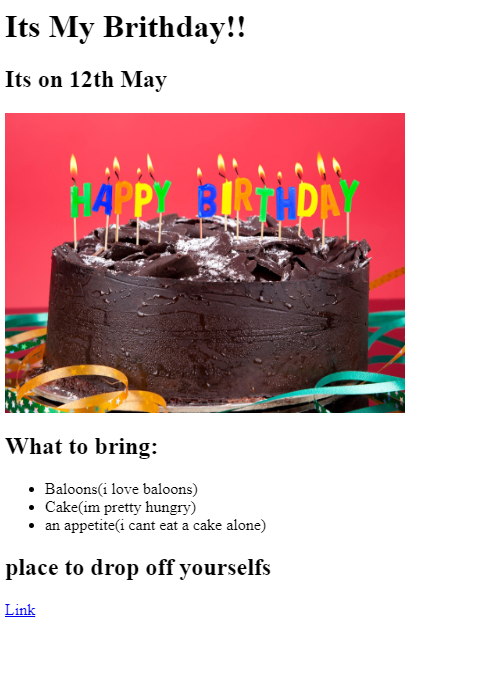 Its My Brithday!!
Its on 12th May
HAPPY BIRTHDAY
What to bring:
Baloons(i love baloons)
Cake(im pretty hungry)
an appetite(i cant eat a cake alone)
place to drop off yourselfs
Link